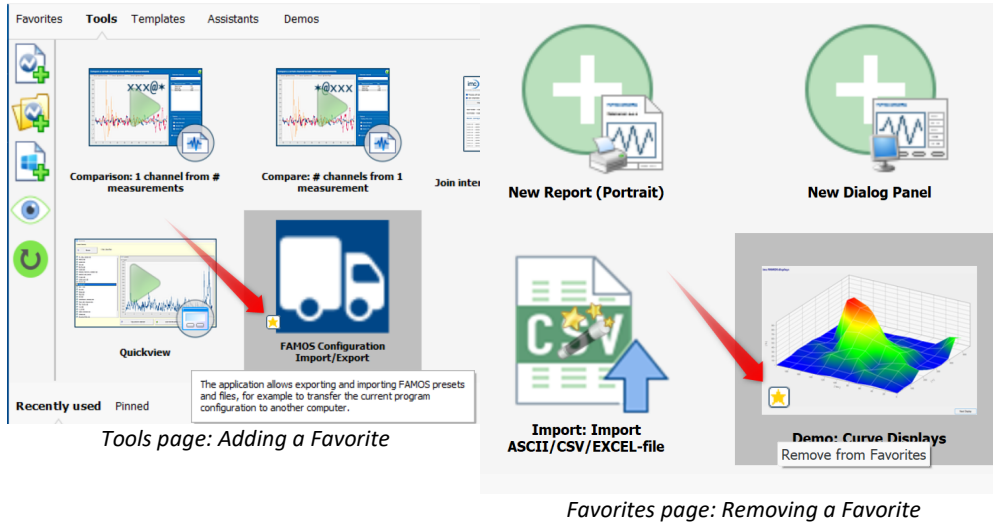 Favorites Tools Templates Assistants Demos
xxx@*
*@xxx
Comparison: 1 channel from #
measurements
Compare: # channels from 1
measurement
Join inter
Quickview
FAMOS Configuration
Import/Export
The application allows exporting and importing FAMOS presets
and files, for example to transfer the current program
configuration to another computer.
Recently used Pinned
Tools page: Adding a Favorite
New Report (Portrait)
New Dialog Panel
CSV
Import: Import
ASCII/CSV/EXCEL-file
Demo: Curve Displays
Remove from Favorites
Favorites page: Removing a Favorite